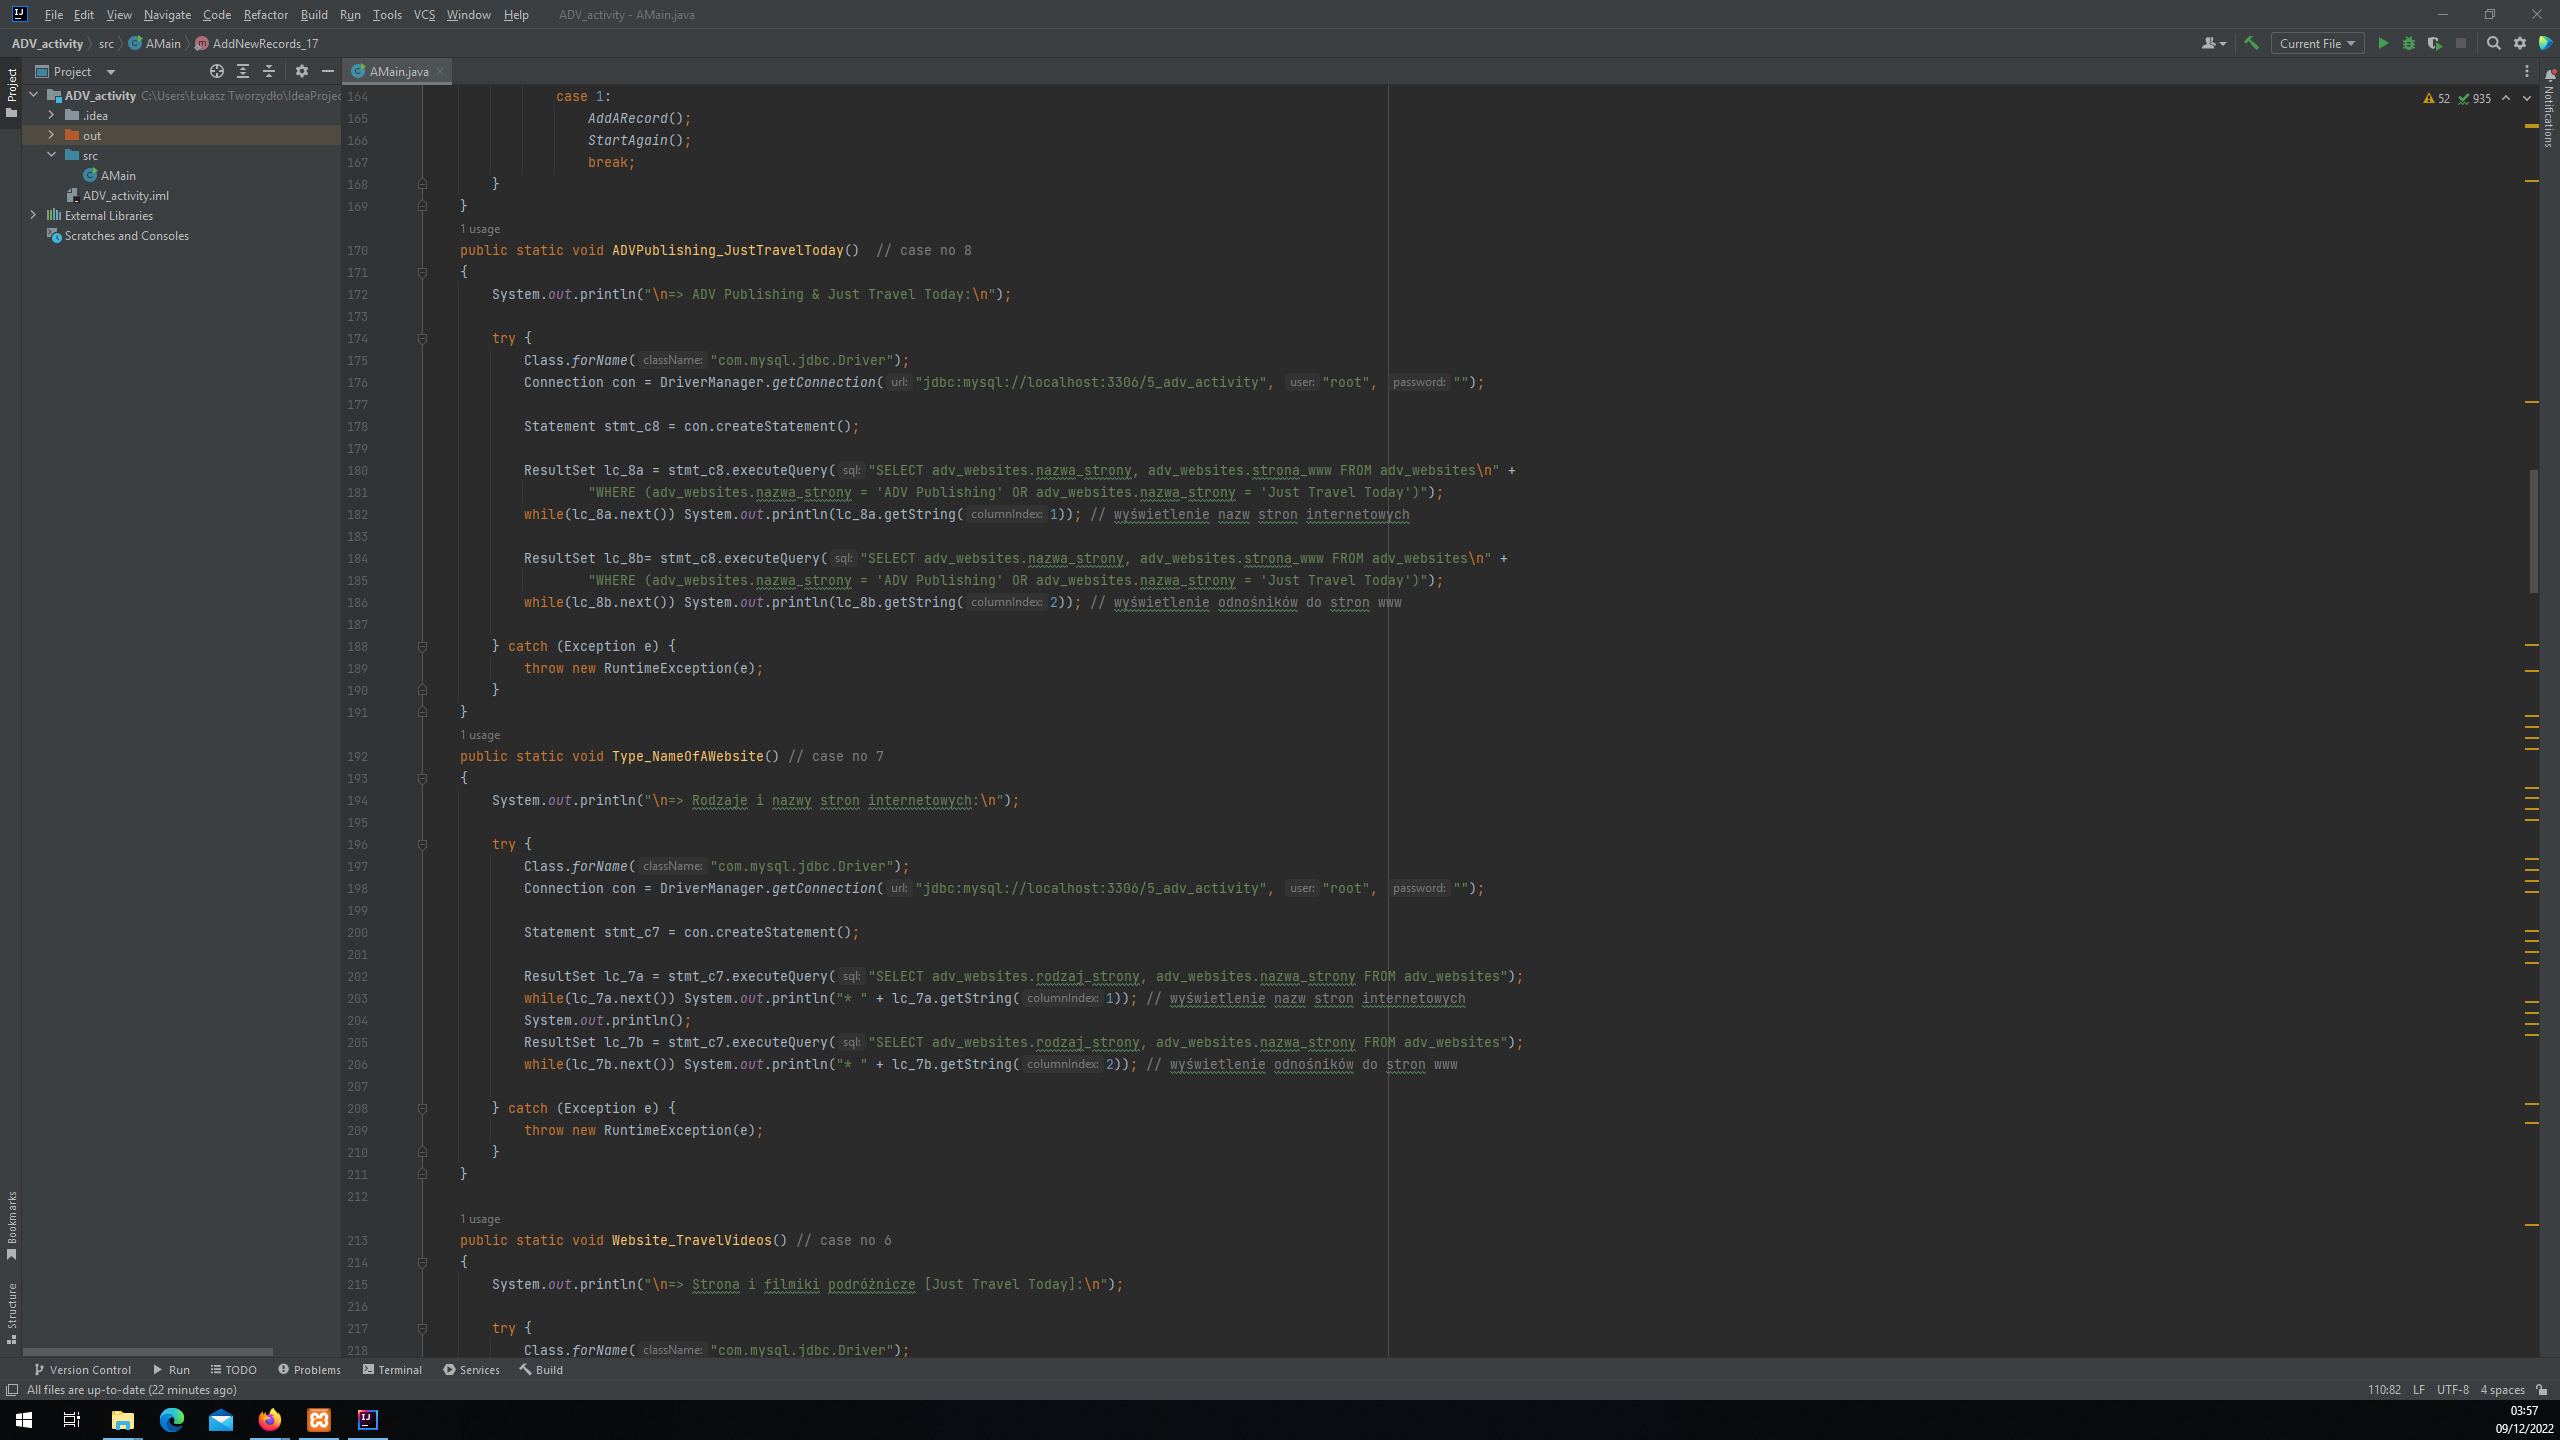 File Edit View Navigate Code Refactor Build Run Tools VCS Window Help ADV_activity - AMain.java
ADV_activity src AMain AddNewRecords_17 Current File
Project AMain.java
ADV_activity C:\Users\Łukasz Tworzydło\IdeaProjec
.idea
out
src
AMain
ADV_activity.iml
External Libraries
Scratches and Consoles
Project
Bookmarks
Structure
Notifications
52 935
164 case 1:
165 AddARecord();
166 StartAgain();
167 break;
168 }
169 }
1 usage
170 public static void ADVPublishing_JustTravelToday() // case no 8
171 {
172 System.out.println("\n=> ADV Publishing & Just Travel Today:\n");
173
174 try {
175 Class.forName( className: "com.mysql.jdbc.Driver");
176 Connection con = DriverManager.getConnection( url: "jdbc:mysql://localhost:3306/5_adv_activity", user: "root", password: "");
177
178 Statement stmt_c8 = con.createStatement();
179
180 ResultSet lc_8a = stmt_c8.executeQuery( sql: "SELECT adv_websites.nazwa_strony, adv_websites.strona_www FROM adv_websites\n" +
181 "WHERE (adv_websites.nazwa_strony = 'ADV Publishing' OR adv_websites.nazwa_strony = 'Just Travel Today')");
182 while(lc_8a.next()) System.out.println(lc_8a.getString( columnIndex: 1)); // wyświetlenie nazw stron internetowych
183
184 ResultSet lc_8b= stmt_c8.executeQuery( sql: "SELECT adv_websites.nazwa_strony, adv_websites.strona_www FROM adv_websites\n" +
185 "WHERE (adv_websites.nazwa_strony = 'ADV Publishing' OR adv_websites.nazwa_strony = 'Just Travel Today')");
186 while(lc_8b.next()) System.out.println(lc_8b.getString( columnIndex: 2)); // wyświetlenie odnośników do stron www
187
188 } catch (Exception e) {
189 throw new RuntimeException(e);
190 }
191 }
1 usage
192 public static void Type_NameOfAWebsite() // case no 7
193 {
194 System.out.println("\n=> Rodzaje i nazwy stron internetowych:\n");
195
196 try {
197 Class.forName( className: "com.mysql.jdbc.Driver");
198 Connection con = DriverManager.getConnection( url: "jdbc:mysql://localhost:3306/5_adv_activity", user: "root", password: "");
199
200 Statement stmt_c7 = con.createStatement();
201
202 ResultSet lc_7a = stmt_c7.executeQuery( sql: "SELECT adv_websites.rodzaj_strony, adv_websites.nazwa_strony FROM adv_websites");
203 while(lc_7a.next()) System.out.println("* " + lc_7a.getString( columnIndex: 1)); // wyświetlenie nazw stron internetowych
204 System.out.println();
205 ResultSet lc_7b = stmt_c7.executeQuery( sql: "SELECT adv_websites.rodzaj_strony, adv_websites.nazwa_strony FROM adv_websites");
206 while(lc_7b.next()) System.out.println("* " + lc_7b.getString( columnIndex: 2)); // wyświetlenie odnośników do stron www
207
208 } catch (Exception e) {
209 throw new RuntimeException(e);
210 }
211 }
212
1 usage
213 public static void Website_TravelVideos() // case no 6
214 {
215 System.out.println("\n=> Strona i filmiki podróżnicze [Just Travel Today]:\n");
216
217 try {
218 Class.forName( className: "com.mysql.jdbc.Driver");
Version Control Run TODO Problems Terminal Services Build
All files are up-to-date (22 minutes ago) 110:82 LF UTF-8 4 spaces
03:57
09/12/2022